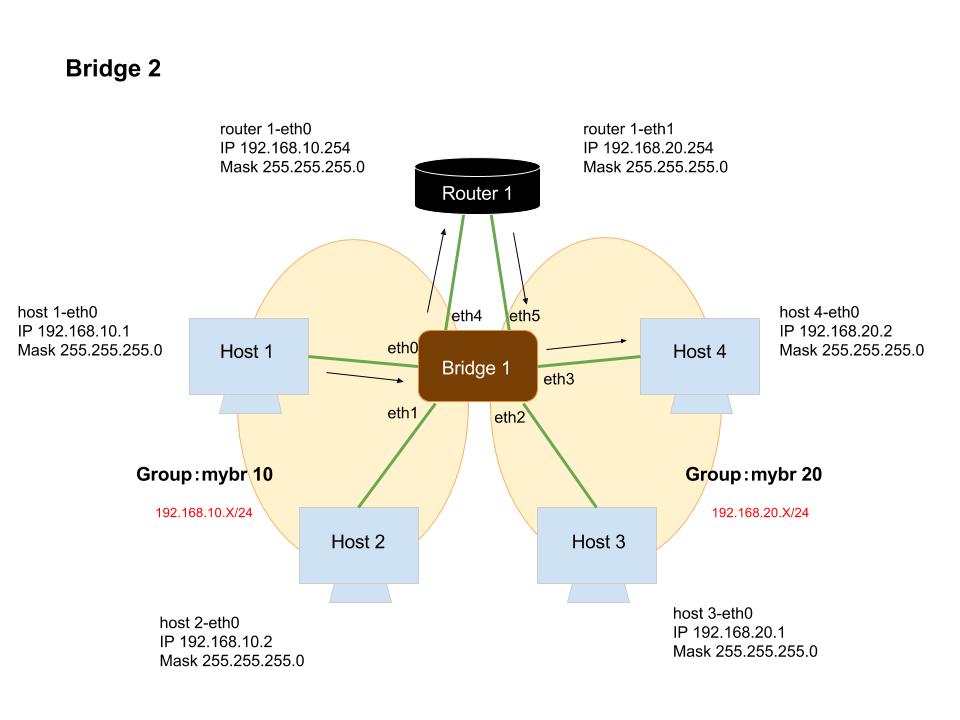 Bridge 2
router 1-eth0
IP 192.168.10.254
Mask 255.255.255.0
router 1-eth1
IP 192.168.20.254
Mask 255.255.255.0
Router 1
host 1-eth0
IP 192.168.10.1
Mask 255.255.255.0
host 4-eth0
IP 192.168.20.2
Mask 255.255.255.0
eth4
eth5
Host 1
eth0
Bridge 1
Host 4
eth3
eth1
eth2
Group：mybr 10
Group：mybr 20
192.168.10.X/24
192.168.20.X/24
Host 2
Host 3
host 2-eth0
IP 192.168.10.2
Mask 255.255.255.0
host 3-eth0
IP 192.168.20.1
Mask 255.255.255.0